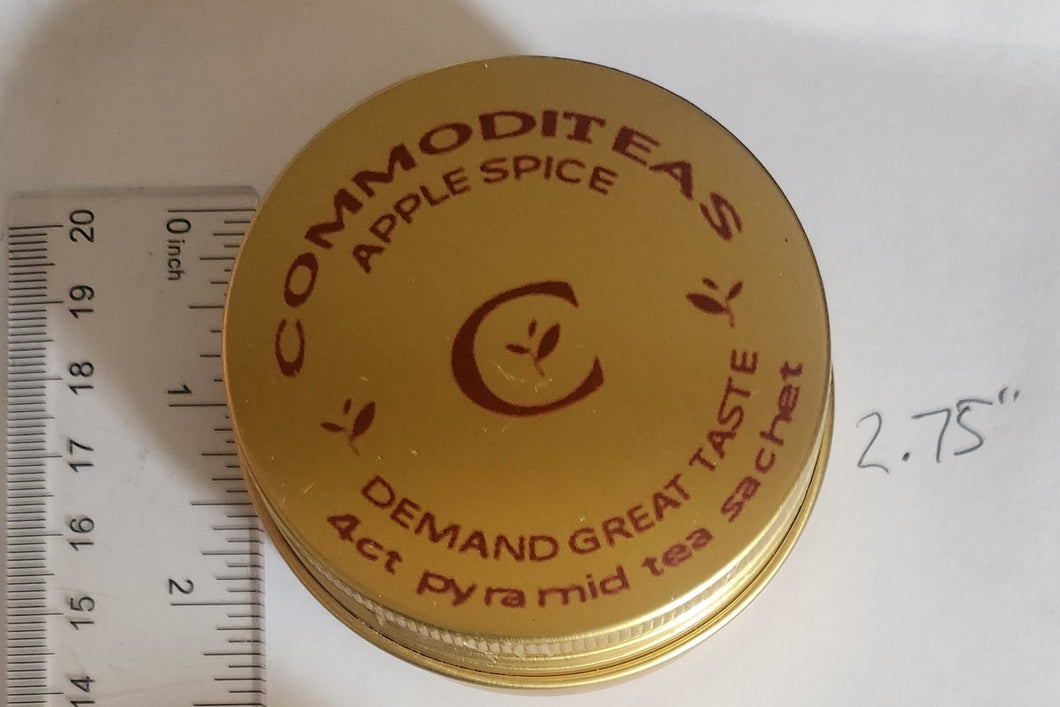 COMMODITEAS
APPLE SPICE
C
DEMAND GREAT TASTE
4ct pyramid tea sachet
2.75"
0 inch
1
2
20
19
18
17
16
15
14